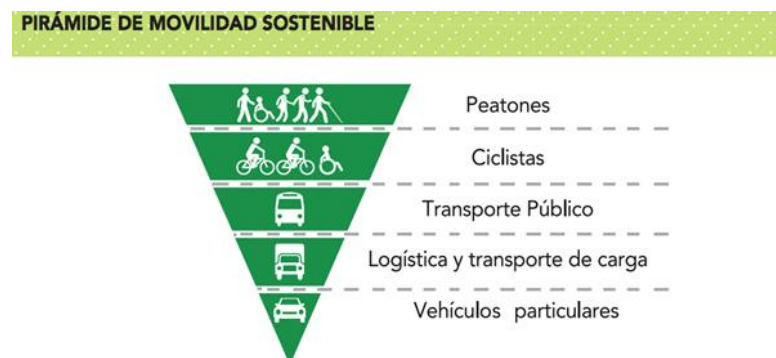 PIRÁMIDE DE MOVILIDAD SOSTENIBLE
Peatones
Ciclistas
Transporte Público
Logística y transporte de carga
Vehículos particulares